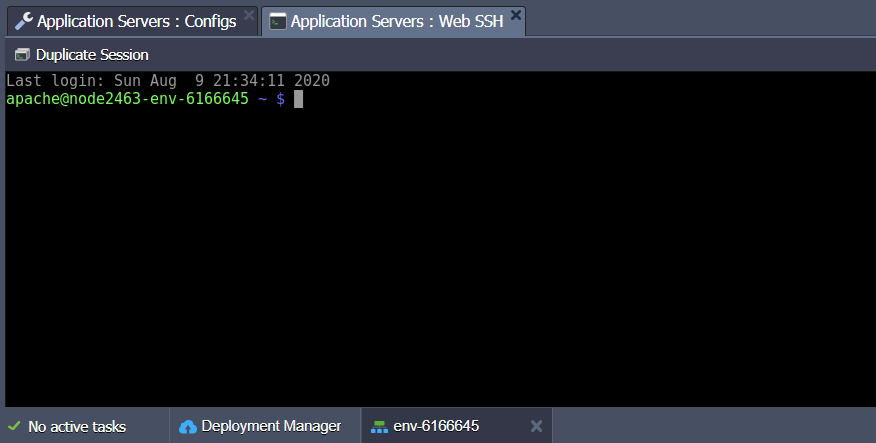 Application Servers : Configs
Application Servers : Web SSH
Duplicate Session
Last login: Sun Aug  9 21:34:11 2020
apache@node2463-env-6166645 ~ $
No active tasks
Deployment Manager
env-6166645